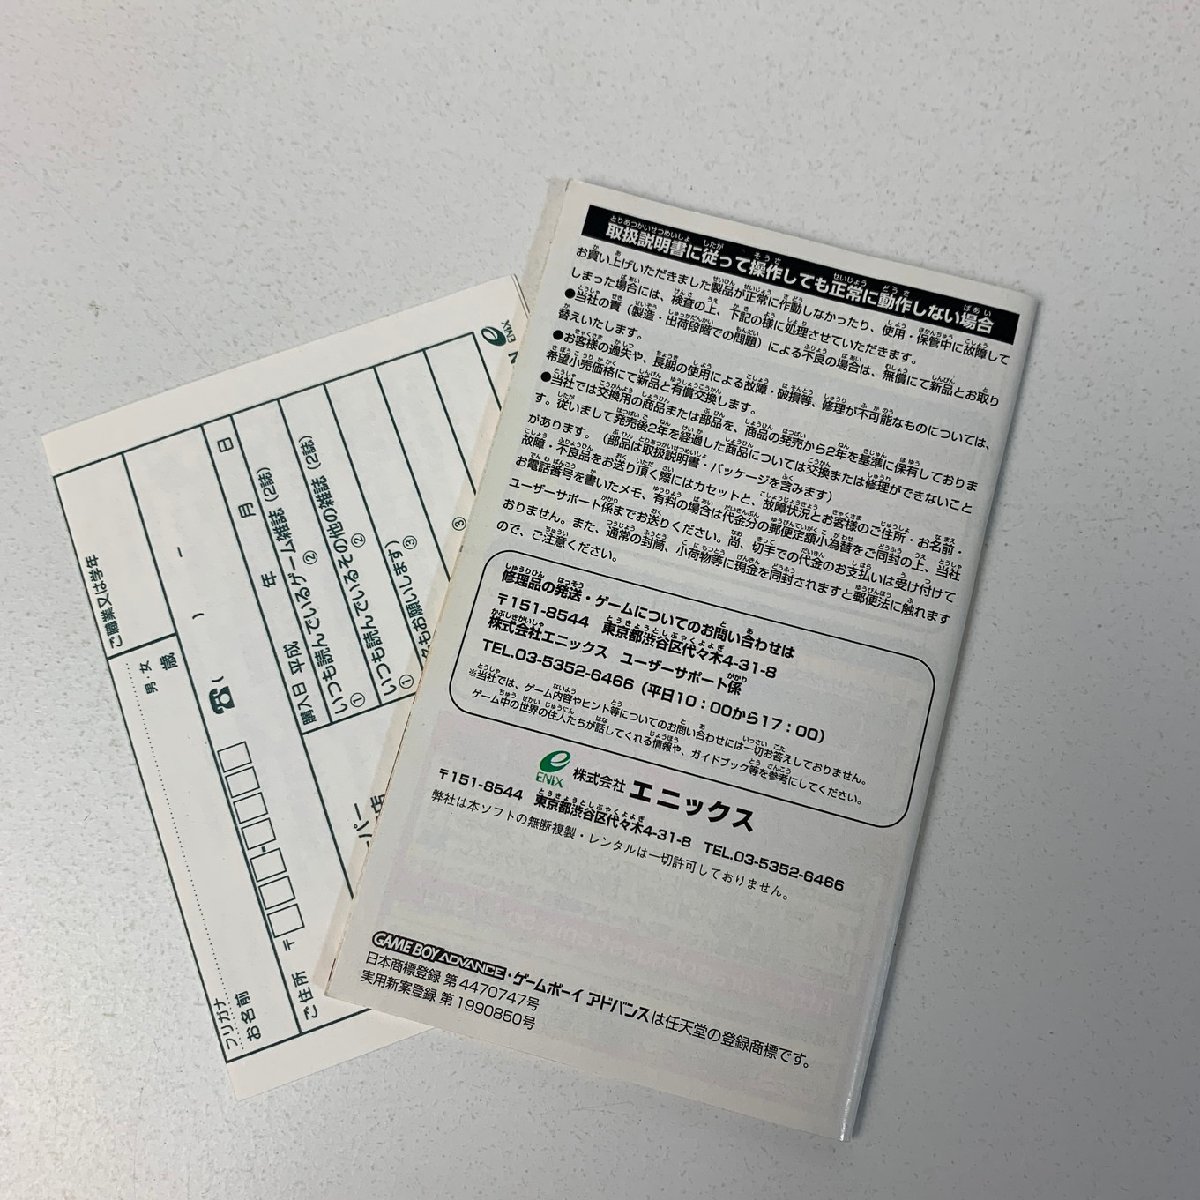 取扱説明書に従って操作しても正常に動作しない場合
お買い上げいただきました製品が正常に作動しなかったり、使用・保管中に故障して
しまった場合には、検査の上、下記の様に処理させていただきます。
●当社の責（製造・出荷段階での問題）による不良の場合は、無償にて新品とお取り
替えいたします。
●お客様の過失や、長期の使用による故障・破損等、修理が不可能なものについては、
希望小売価格にて新品と有償交換します。
●当社では交換用の商品または部品を、商品の発売から2年を基準に保有しておりま
す。従いまして発売後2年を経過した商品については交換または修理ができないこと
があります。（部品は取扱説明書・パッケージを含みます）
故障・不良品をお送り頂く際にはカセットと、故障状況とお客様のご住所・お名前・
お電話番号を書いたメモ、有料の場合は代金分の郵便定額小為替をご同封の上、当社
ユーザーサポート係までお送りください。尚、切手での代金のお支払いは受け付けて
おりません。また、通常の封筒、小荷物等に現金を同封されますと郵便法に触れます
ので、ご注意ください。
修理品の発送・ゲームについてのお問い合わせは
〒151-8544 東京都渋谷区代々木4-31-8
株式会社エニックス ユーザーサポート係
TEL.03-5352-6466（平日10：00から17：00）
※当社では、ゲーム内容やヒント等についてのお問い合わせには一切お答えしておりません。
ゲーム中の世界の住人たちが話してくれる情報や、ガイドブック等を参考にしてください。
ENIX 株式会社 エニックス
〒151-8544 東京都渋谷区代々木4-31-8 TEL.03-5352-6466
弊社は本ソフトの無断複製・レンタルは一切許可しておりません。
GAME BOY ADVANCE・ゲームボーイ アドバンスは任天堂の登録商標です。
日本商標登録 第4470747号
実用新案登録 第1990850号
ENIX
フリガナ
お名前
男・女
歳
ご職業又は学年
ご住所
〒
☎（ ） ー
購入日 平成 年 月 日
いつも読んでいるゲーム雑誌（2誌）
① ②
いつも読んでいるその他の雑誌（2誌）
① ②
もお願いします）
① ③
③
バー